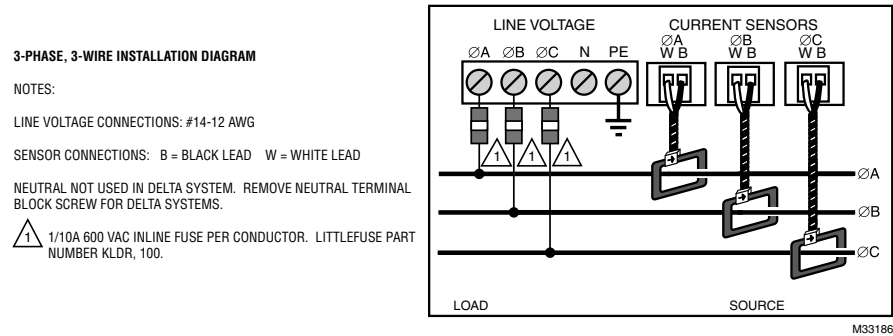 3-PHASE, 3-WIRE INSTALLATION DIAGRAM
NOTES:
LINE VOLTAGE CONNECTIONS: #14-12 AWG
SENSOR CONNECTIONS: B = BLACK LEAD W = WHITE LEAD
NEUTRAL NOT USED IN DELTA SYSTEM. REMOVE NEUTRAL TERMINAL
BLOCK SCREW FOR DELTA SYSTEMS.
1 1/10A 600 VAC INLINE FUSE PER CONDUCTOR. LITTLEFUSE PART
NUMBER KLDR, 100.
LINE VOLTAGE
∅A ∅B ∅C N PE
CURRENT SENSORS
∅A ∅B ∅C
W B W B W B
1 1 1
∅A
∅B
∅C
LOAD SOURCE
M33186